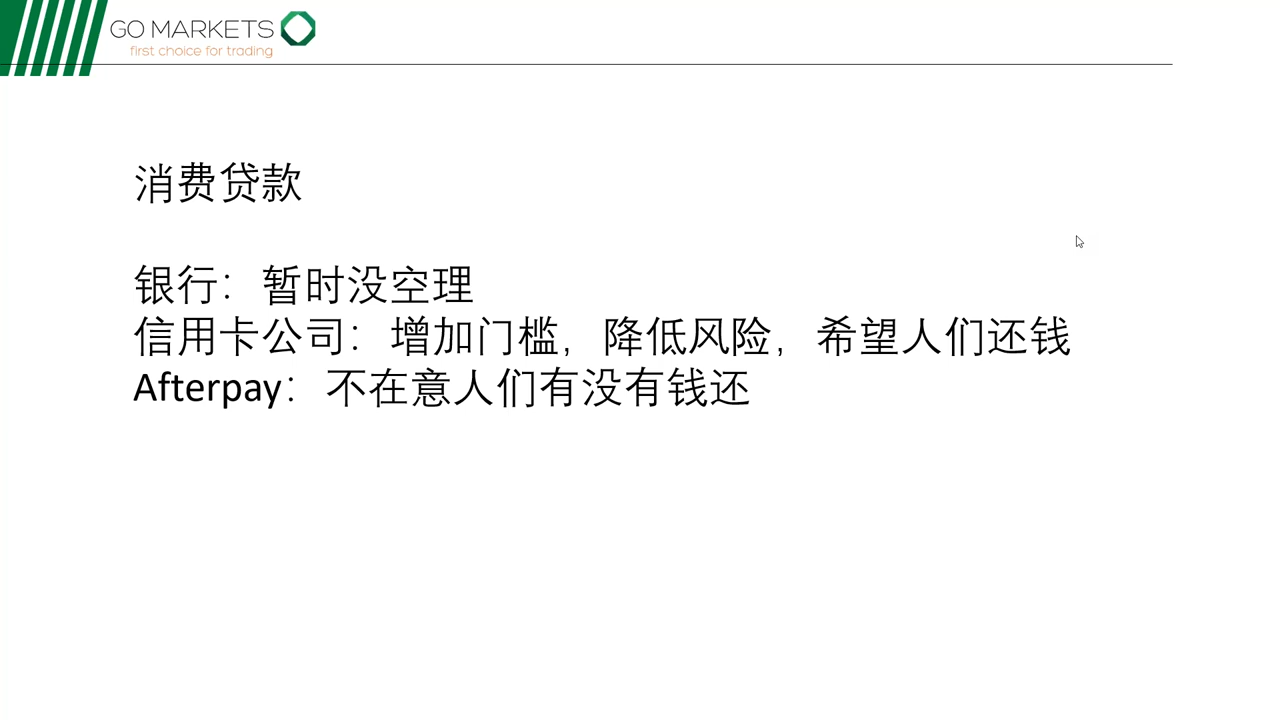 GO MARKETS
first choice for trading
消费贷款
银行：暂时没空理
信用卡公司：增加门槛，降低风险，希望人们还钱
Afterpay：不在意人们有没有钱还